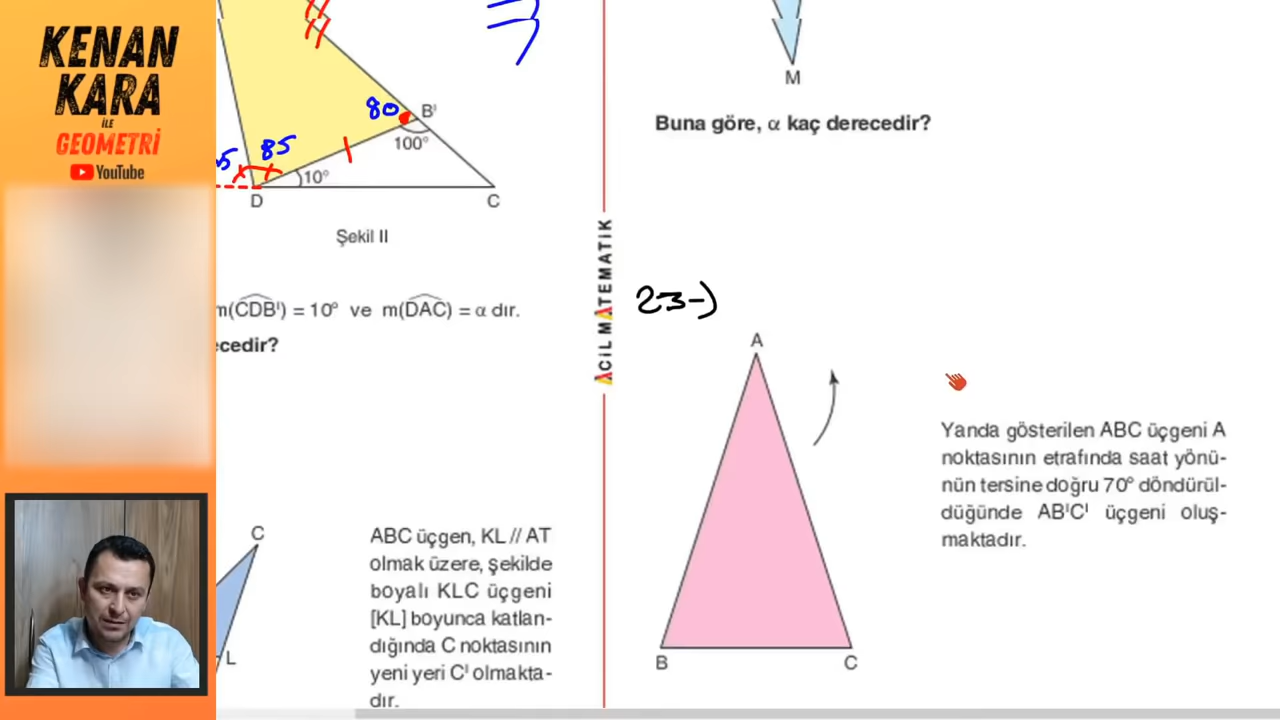 KENAN
KARA
İLE
GEOMETRİ
YouTube
80
B'
100°
85
10°
D
C
Şekil II
m(CDB') = 10° ve m(DAC) = α dır.
cedir?
C
L
ABC üçgen, KL // AT
olmak üzere, şekilde
boyalı KLC üçgeni
[KL] boyunca katlan-
dığında C noktasının
yeni yeri C' olmakta-
dır.
ACİL MATEMATİK
M
Buna göre, α kaç derecedir?
23-)
A
B
C
Yanda gösterilen ABC üçgeni A
noktasının etrafında saat yönü-
nün tersine doğru 70° döndürül-
düğünde AB'C' üçgeni oluş-
maktadır.